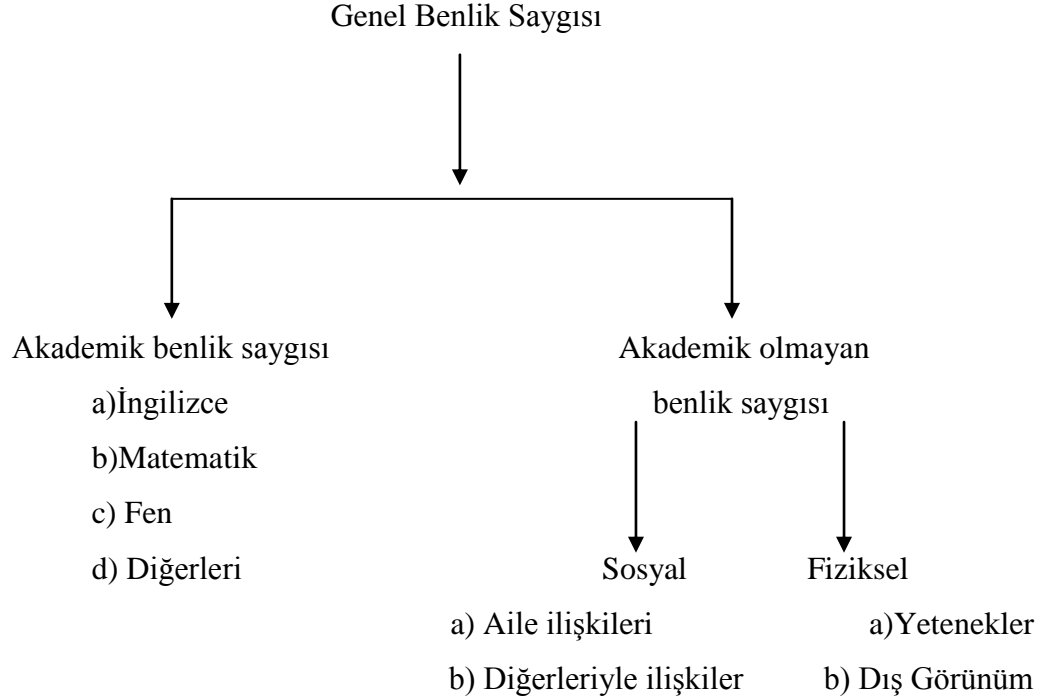 Genel Benlik Saygısı
Akademik benlik saygısı
a)İngilizce
b)Matematik
c) Fen
d) Diğerleri
Akademik olmayan
benlik saygısı
Sosyal
a) Aile ilişkileri
b) Diğerleriyle ilişkiler
Fiziksel
a)Yetenekler
b) Dış Görünüm